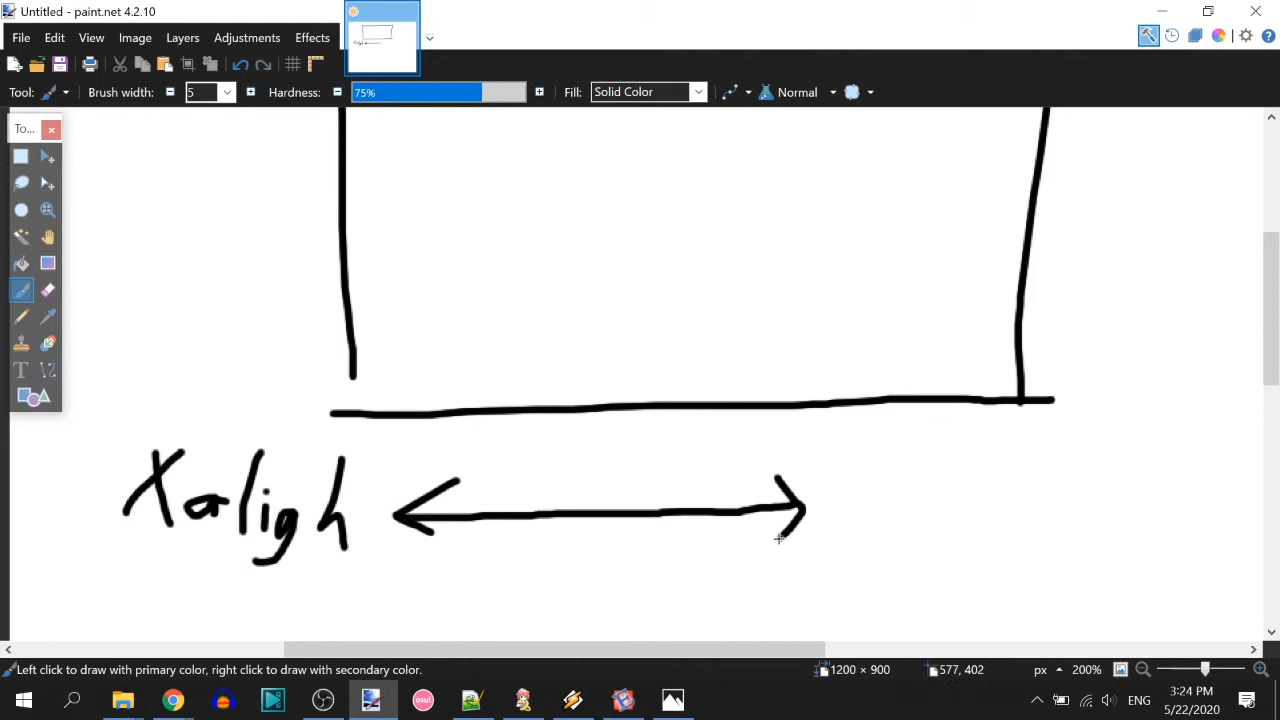 Untitled - paint.net 4.2.10
File Edit View Image Layers Adjustments Effects
Tool: Brush width: 5 Hardness: 75% Fill: Solid Color Normal
To...
Xaligh
Left click to draw with primary color, right click to draw with secondary color. 1200 × 900 577, 402 px 200%
osu!
ENG
3:24 PM
5/22/2020